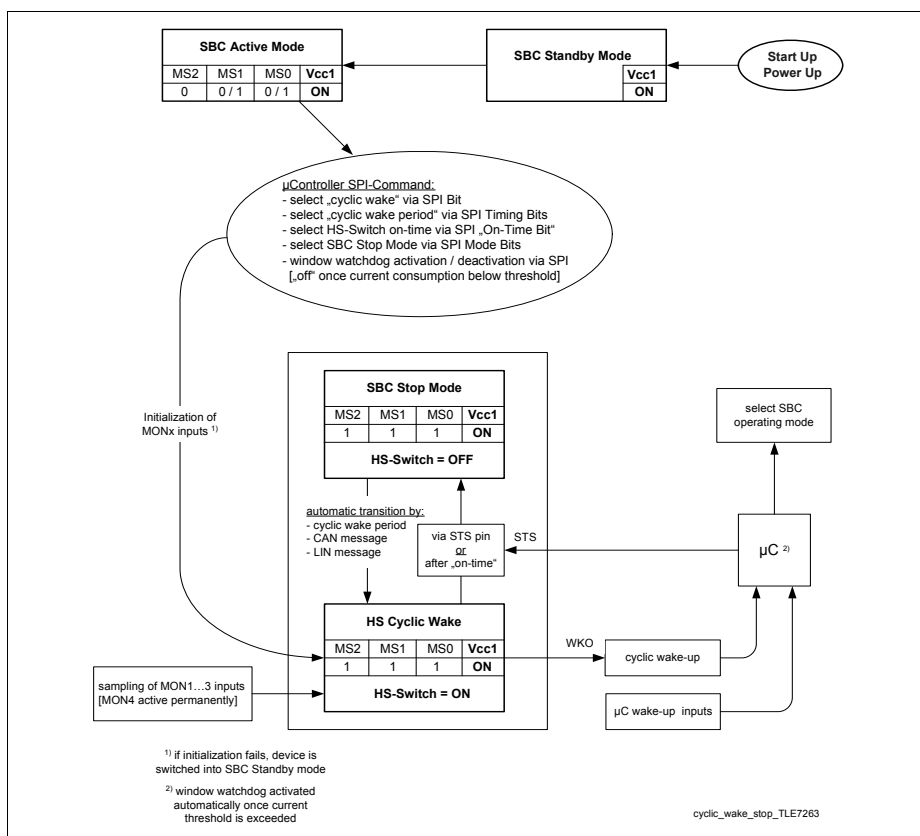 SBC Active Mode
MS2 MS1 MS0 Vcc1
0 0 / 1 0 / 1 ON
SBC Standby Mode
Vcc1
ON
Start Up
Power Up
µController SPI-Command:
- select „cyclic wake“ via SPI Bit
- select „cyclic wake period“ via SPI Timing Bits
- select HS-Switch on-time via SPI „On-Time Bit“
- select SBC Stop Mode via SPI Mode Bits
- window watchdog activation / deactivation via SPI
[„off“ once current consumption below threshold]
Initialization of
MONx inputs 1)
SBC Stop Mode
MS2 MS1 MS0 Vcc1
1 1 1 ON
HS-Switch = OFF
automatic transition by:
- cyclic wake period
- CAN message
- LIN message
via STS pin
or
after „on-time“
STS
select SBC
operating mode
µC 2)
HS Cyclic Wake
MS2 MS1 MS0 Vcc1
1 1 1 ON
HS-Switch = ON
WKO
cyclic wake-up
µC wake-up inputs
sampling of MON1...3 inputs
[MON4 active permanently]
1) if initialization fails, device is
switched into SBC Standby mode
2) window watchdog activated
automatically once current
threshold is exceeded
cyclic_wake_stop_TLE7263